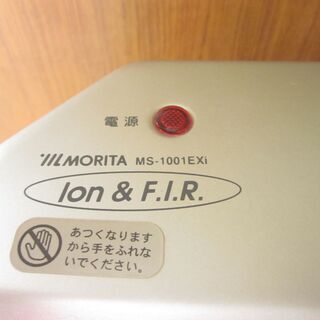 電源
MORITA MS-1001EXi
Ion & F.I.R.
あつくなります
から手をふれな
いでください。